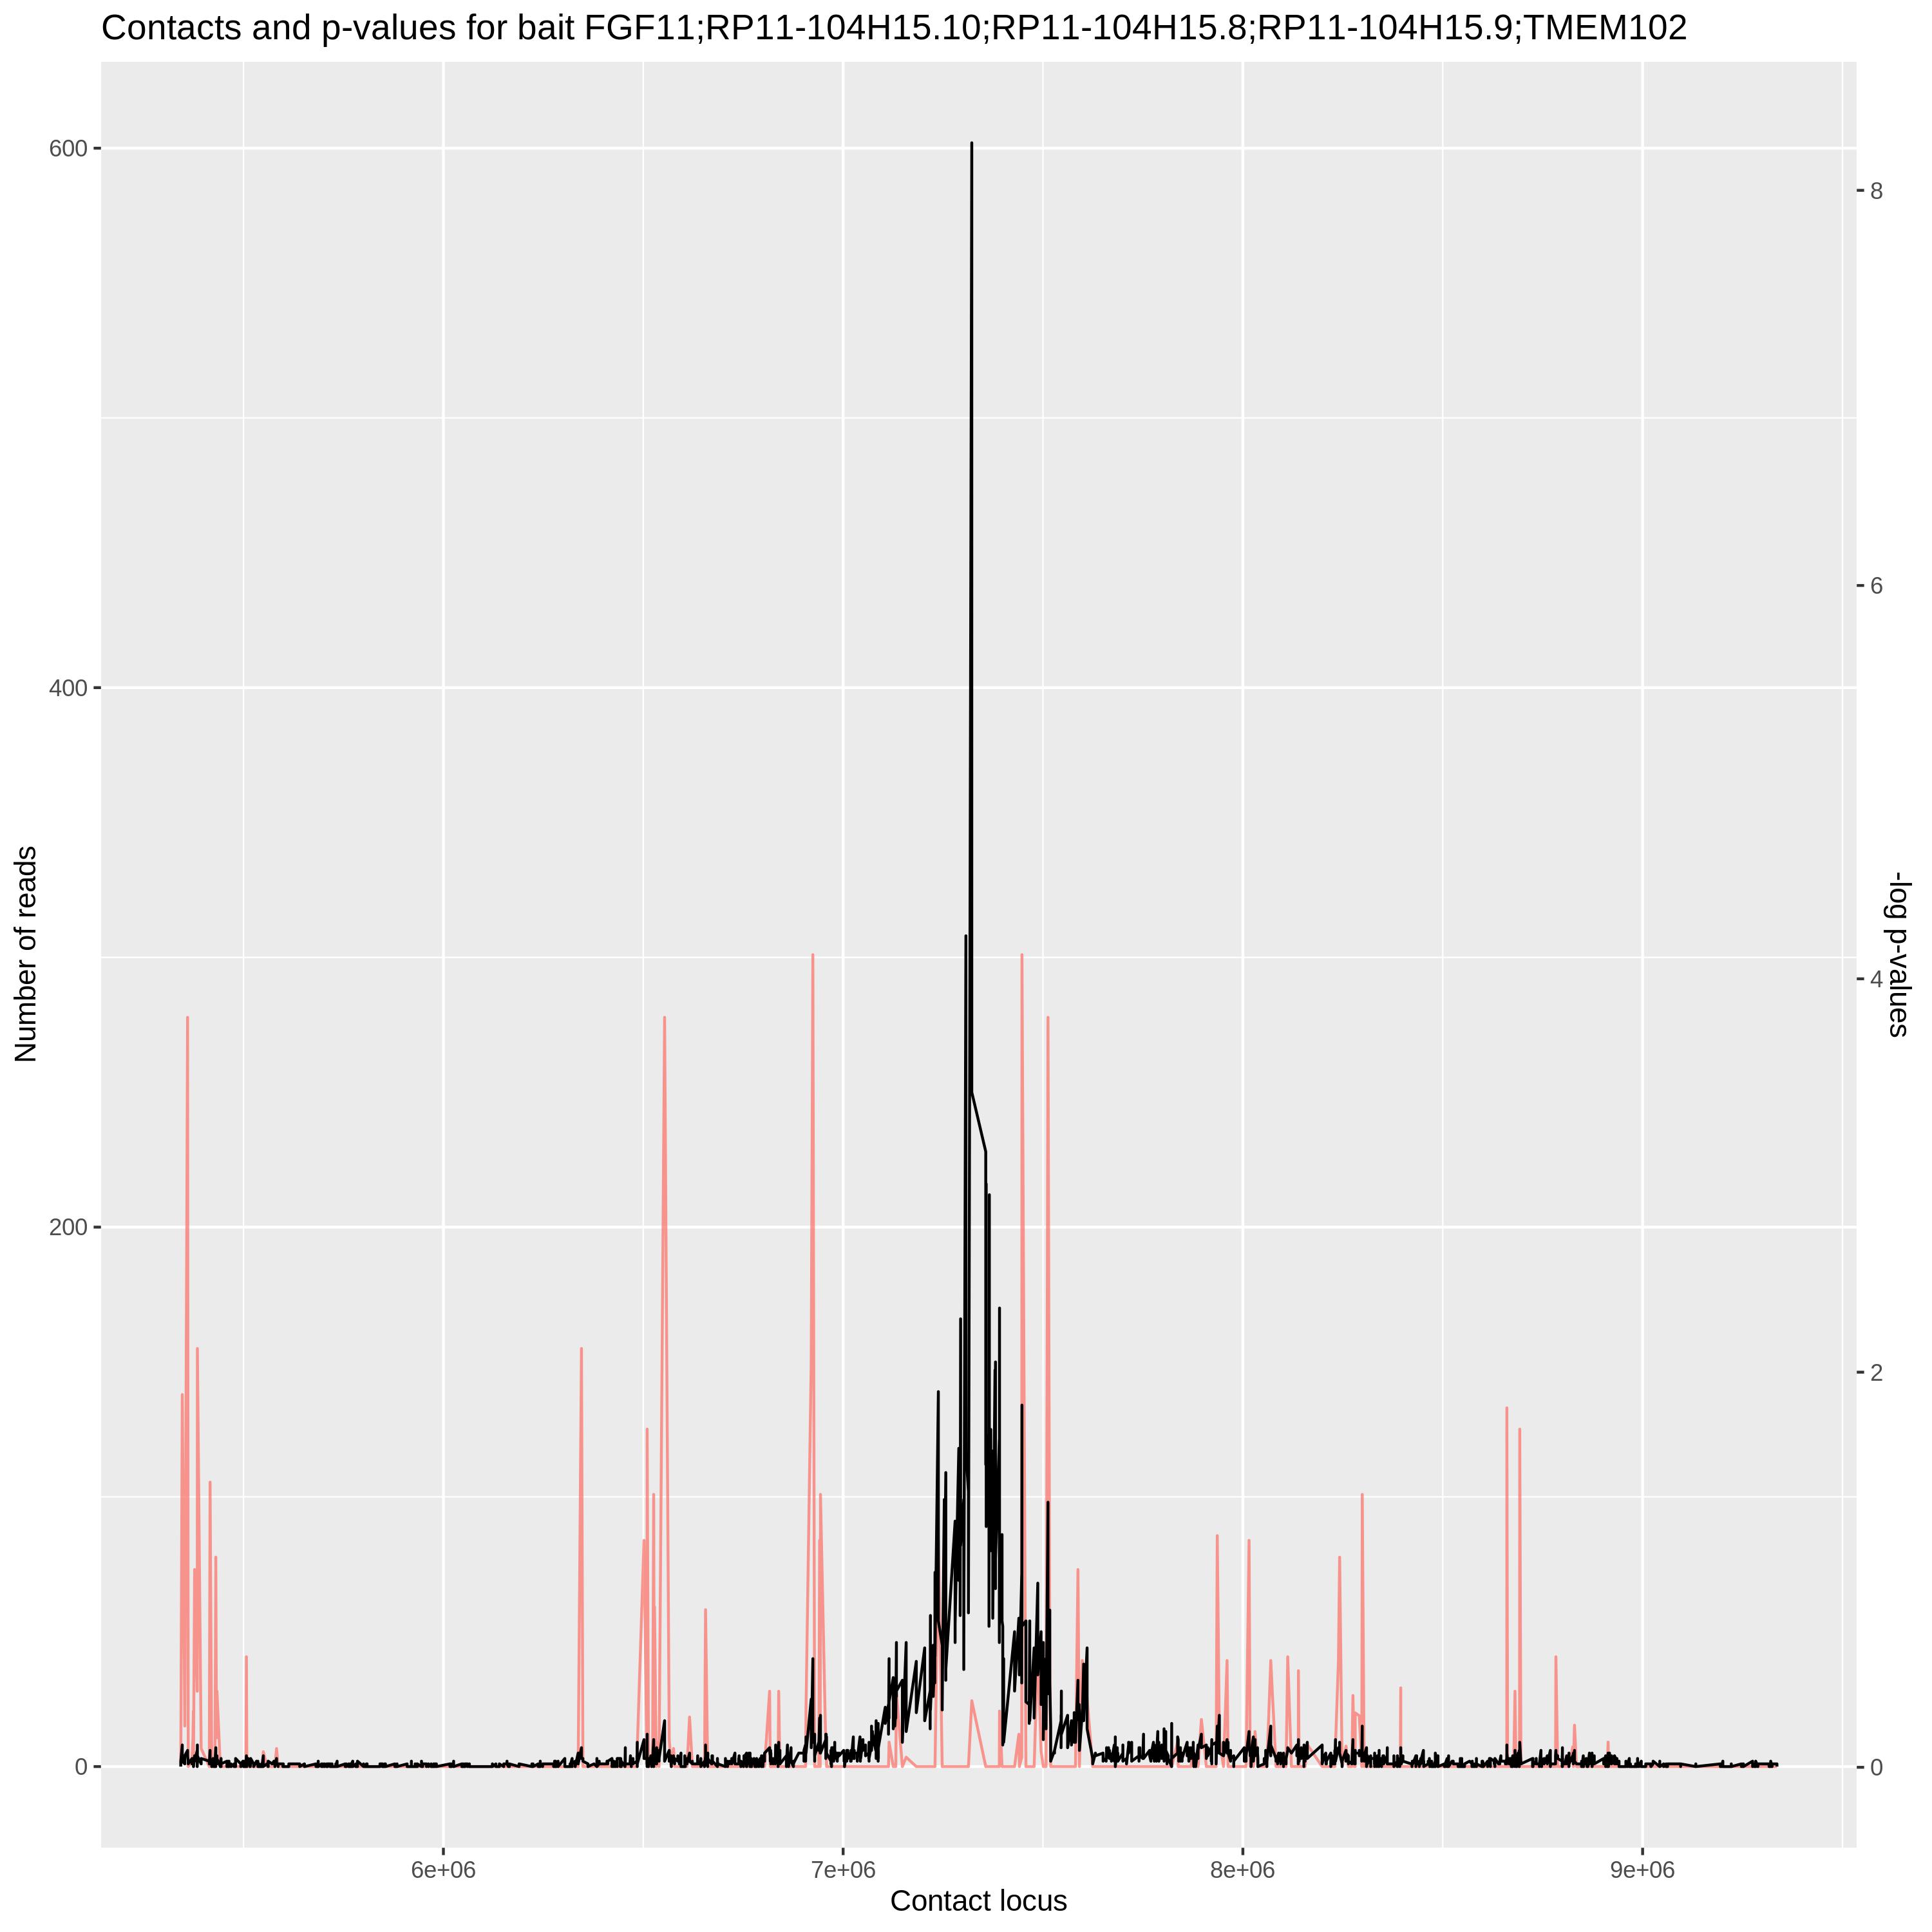 Contacts and p-values for bait FGF11;RP11-104H15.10;RP11-104H15.8;RP11-104H15.9;TMEM102
600
400
200
0
Number of reads
8
6
4
2
0
-log p-values
6e+06
7e+06
8e+06
9e+06
Contact locus